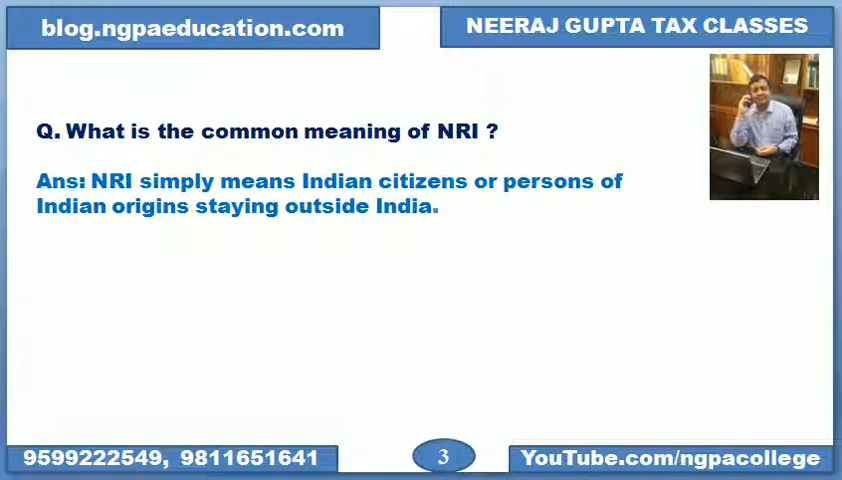 blog.ngpaeducation.com
NEERAJ GUPTA TAX CLASSES
Q. What is the common meaning of NRI ?
Ans: NRI simply means Indian citizens or persons of
Indian origins staying outside India.
9599222549, 9811651641
3
YouTube.com/ngpacollege